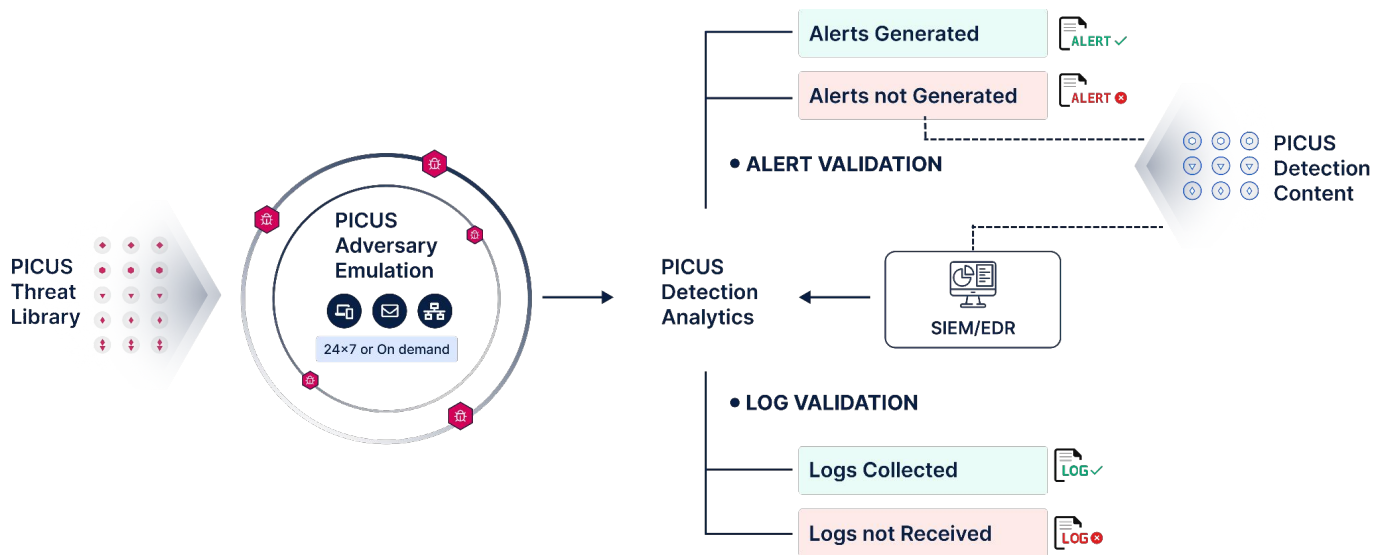 PICUS
Threat
Library
PICUS
Adversary
Emulation
24×7 or On demand
PICUS
Detection
Analytics
Alerts Generated
ALERT
Alerts not Generated
ALERT
• ALERT VALIDATION
SIEM/EDR
PICUS
Detection
Content
• LOG VALIDATION
Logs Collected
LOG
Logs not Received
LOG